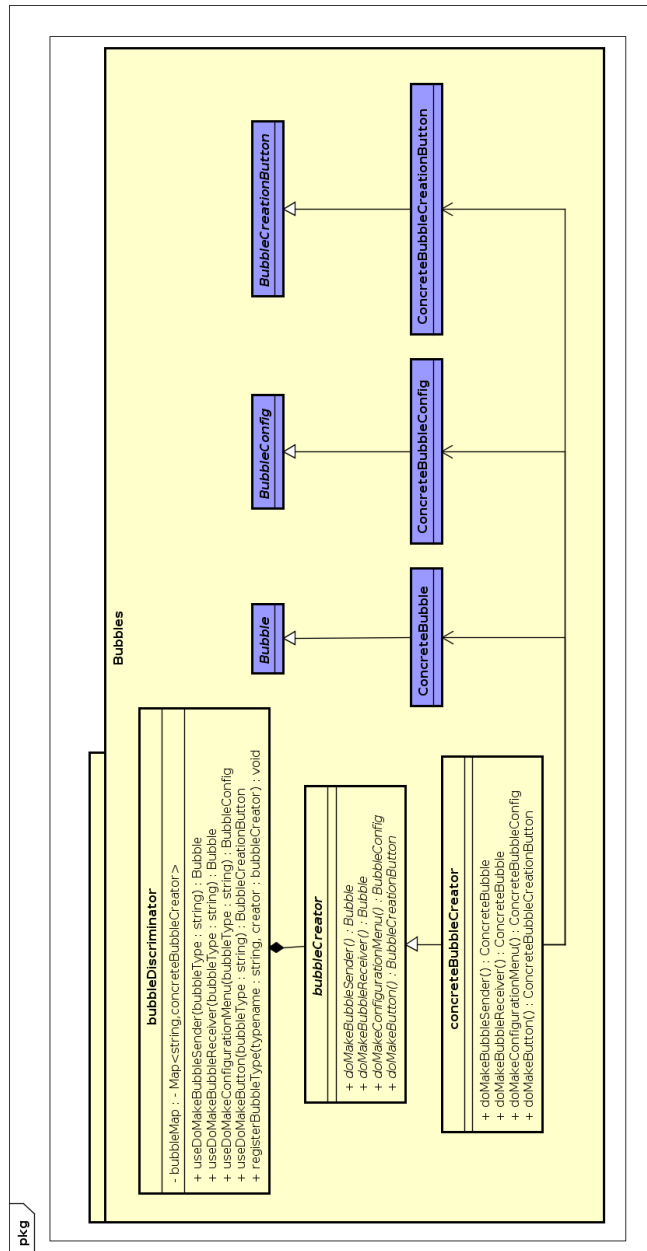 pkg
Bubbles
bubbleDiscriminator
- bubbleMap : - Map<string,concreteBubbleCreator>
+ useDoMakeBubbleSender(bubbleType : string) : Bubble
+ useDoMakeBubbleReceiver(bubbleType : string) : Bubble
+ useDoMakeConfigurationMenu(bubbleType : string) : BubbleConfig
+ useDoMakeButton(bubbleType : string) : BubbleCreationButton
+ registerBubbleType(typename : string, creator : bubbleCreator) : void
Bubble
BubbleConfig
BubbleCreationButton
bubbleCreator
+ doMakeBubbleSender() : Bubble
+ doMakeBubbleReceiver() : Bubble
+ doMakeConfigurationMenu() : BubbleConfig
+ doMakeButton() : BubbleCreationButton
ConcreteBubble
ConcreteBubbleConfig
ConcreteBubbleCreationButton
concreteBubbleCreator
+ doMakeBubbleSender() : ConcreteBubble
+ doMakeBubbleReceiver() : ConcreteBubble
+ doMakeConfigurationMenu() : ConcreteBubbleConfig
+ doMakeButton() : ConcreteBubbleCreationButton